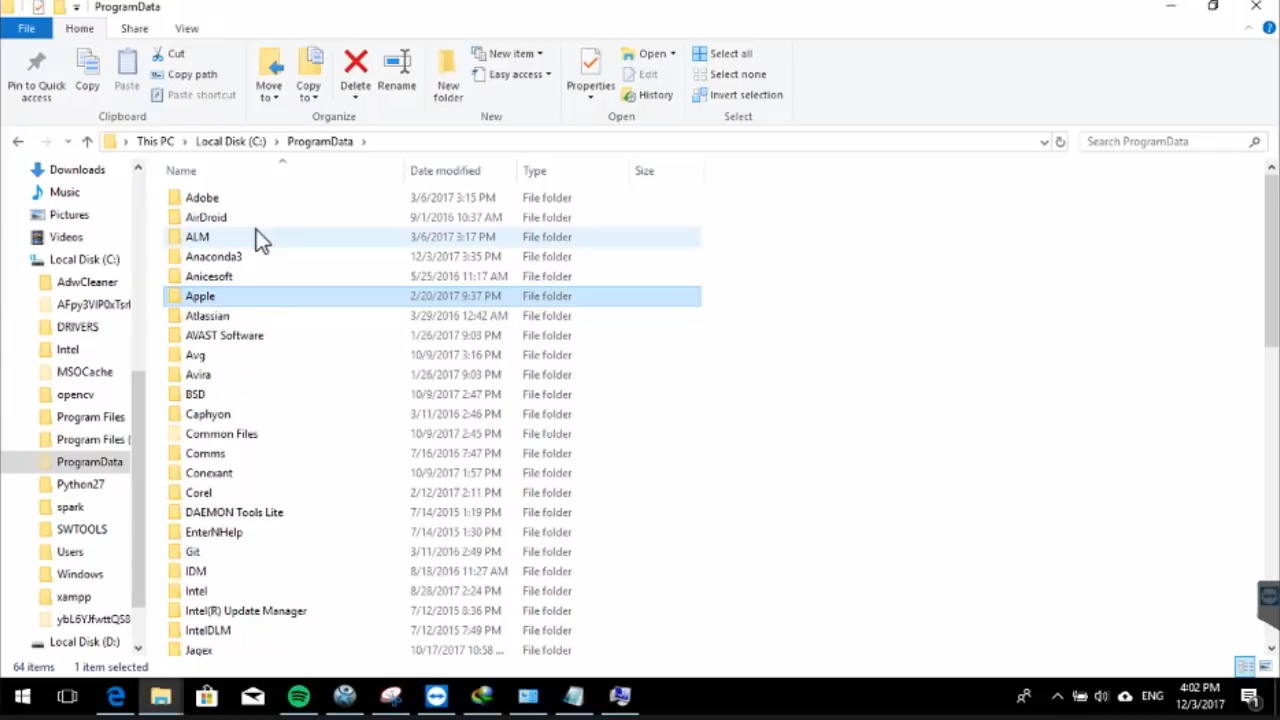 ProgramData
File Home Share View
Pin to Quick access
Copy
Paste
Cut
Copy path
Paste shortcut
Clipboard
Move to
Copy to
Delete
Rename
Organize
New folder
New item
Easy access
New
Properties
Open
Edit
History
Open
Select all
Select none
Invert selection
Select
This PC > Local Disk (C:) > ProgramData >
Search ProgramData
Downloads
Music
Pictures
Videos
Local Disk (C:)
AdwCleaner
DRIVERS
Intel
MSOCache
opencv
Program Files
Program Files (
ProgramData
Python27
spark
SWTOOLS
Users
Windows
xampp
Local Disk (D:)
Name Date modified Type Size
Adobe 3/6/2017 3:15 PM File folder
AirDroid 9/1/2016 10:37 AM File folder
ALM 3/6/2017 3:17 PM File folder
Anaconda3 12/3/2017 3:35 PM File folder
Anicesoft 5/25/2016 11:17 AM File folder
Apple 2/20/2017 9:37 PM File folder
Atlassian 3/29/2016 12:42 AM File folder
AVAST Software 1/26/2017 9:03 PM File folder
Avg 10/9/2017 3:16 PM File folder
Avira 1/26/2017 9:03 PM File folder
BSD 10/9/2017 2:47 PM File folder
Caphyon 3/11/2016 2:46 PM File folder
Common Files 10/9/2017 2:45 PM File folder
Comms 7/16/2016 7:47 PM File folder
Conexant 10/9/2017 1:57 PM File folder
Corel 2/12/2017 2:11 PM File folder
DAEMON Tools Lite 7/14/2015 1:19 PM File folder
EnterNHelp 7/14/2015 1:30 PM File folder
Git 3/11/2016 2:49 PM File folder
IDM 8/18/2016 11:27 AM File folder
Intel 8/28/2017 2:24 PM File folder
Intel(R) Update Manager 7/12/2015 8:36 PM File folder
IntelDLM 7/12/2015 7:49 PM File folder
Jagex 10/17/2017 10:58 ... File folder
64 items 1 item selected
ENG
4:02 PM
12/3/2017
1